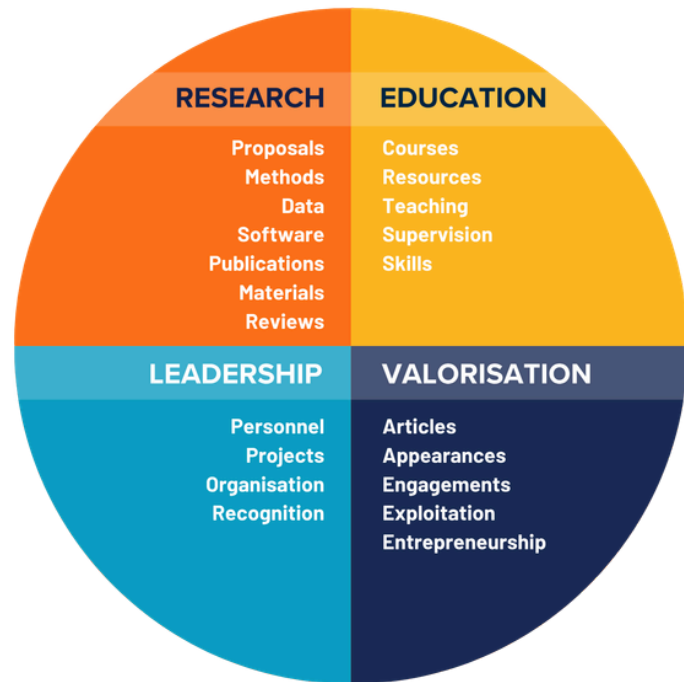 RESEARCH
Proposals
Methods
Data
Software
Publications
Materials
Reviews
EDUCATION
Courses
Resources
Teaching
Supervision
Skills
LEADERSHIP
Personnel
Projects
Organisation
Recognition
VALORISATION
Articles
Appearances
Engagements
Exploitation
Entrepreneurship